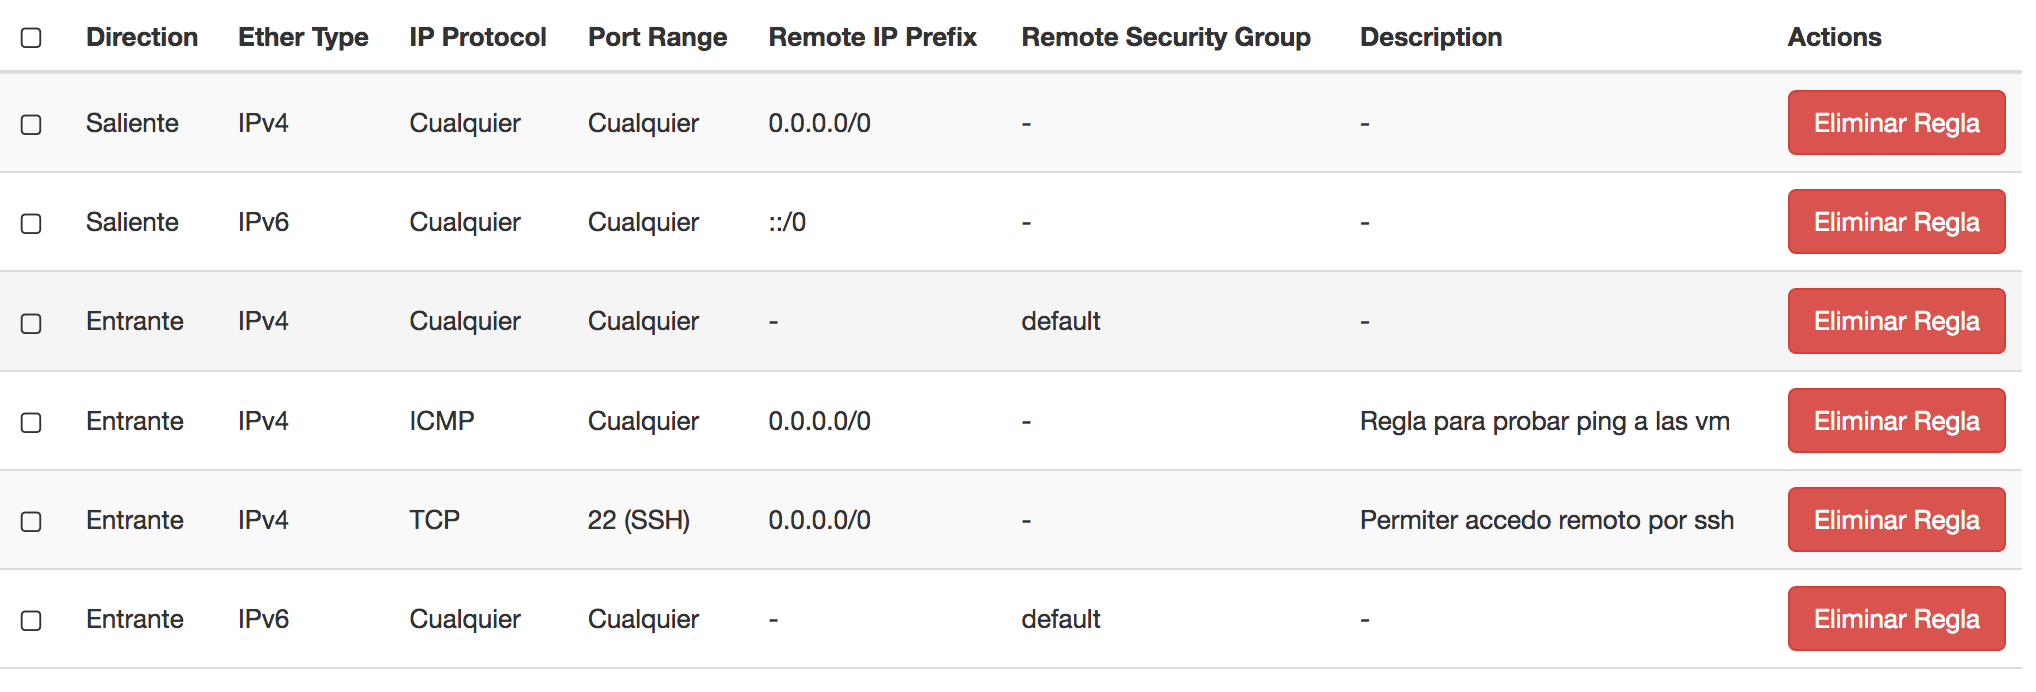 Direction Ether Type IP Protocol Port Range Remote IP Prefix Remote Security Group Description Actions
Saliente IPv4 Cualquier Cualquier 0.0.0.0/0 - - Eliminar Regla
Saliente IPv6 Cualquier Cualquier ::/0 - - Eliminar Regla
Entrante IPv4 Cualquier Cualquier - default - Eliminar Regla
Entrante IPv4 ICMP Cualquier 0.0.0.0/0 - Regla para probar ping a las vm Eliminar Regla
Entrante IPv4 TCP 22 (SSH) 0.0.0.0/0 - Permiter accedo remoto por ssh Eliminar Regla
Entrante IPv6 Cualquier Cualquier - default - Eliminar Regla